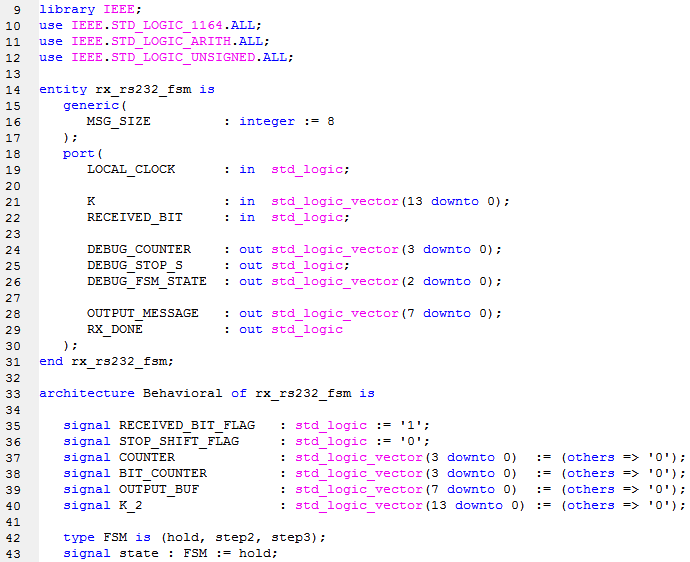 9 library IEEE;
10 use IEEE.STD_LOGIC_1164.ALL;
11 use IEEE.STD_LOGIC_ARITH.ALL;
12 use IEEE.STD_LOGIC_UNSIGNED.ALL;
13
14 entity rx_rs232_fsm is
15    generic(
16       MSG_SIZE         : integer := 8
17    );
18    port(
19       LOCAL_CLOCK      : in  std_logic;
20
21       K                : in  std_logic_vector(13 downto 0);
22       RECEIVED_BIT     : in  std_logic;
23
24       DEBUG_COUNTER    : out std_logic_vector(3 downto 0);
25       DEBUG_STOP_S     : out std_logic;
26       DEBUG_FSM_STATE  : out std_logic_vector(2 downto 0);
27
28       OUTPUT_MESSAGE   : out std_logic_vector(7 downto 0);
29       RX_DONE          : out std_logic
30    );
31 end rx_rs232_fsm;
32
33 architecture Behavioral of rx_rs232_fsm is
34
35    signal RECEIVED_BIT_FLAG   : std_logic := '1';
36    signal STOP_SHIFT_FLAG     : std_logic := '0';
37    signal COUNTER             : std_logic_vector(3 downto 0)  := (others => '0');
38    signal BIT_COUNTER         : std_logic_vector(3 downto 0)  := (others => '0');
39    signal OUTPUT_BUF          : std_logic_vector(7 downto 0)  := (others => '0');
40    signal K_2                 : std_logic_vector(13 downto 0) := (others => '0');
41
42    type FSM is (hold, step2, step3);
43    signal state : FSM := hold;